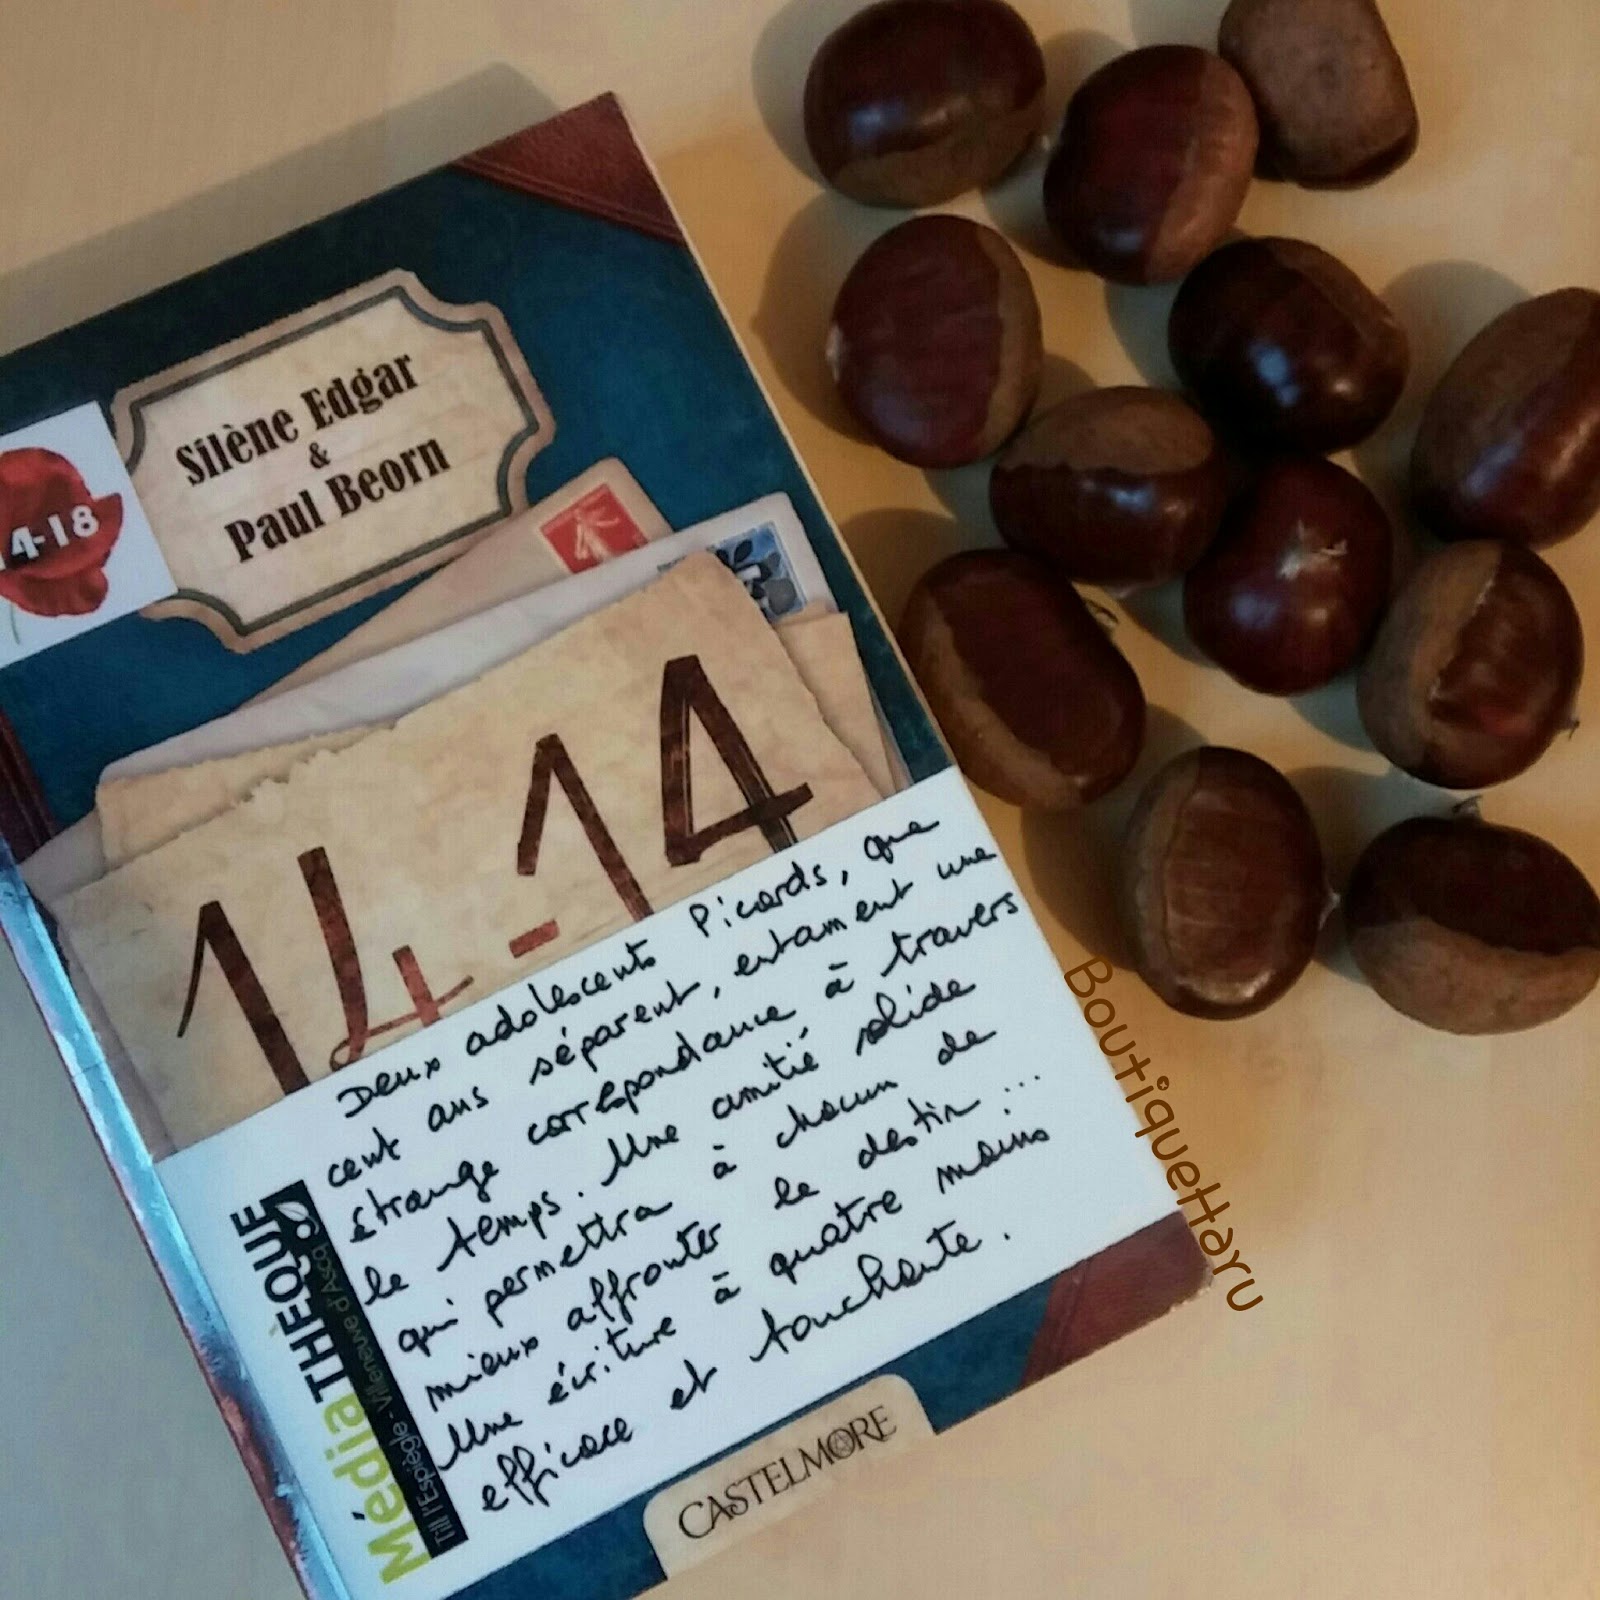 Silène Edgar
&
Paul Beorn
14-18
14-14
Deux adolescents Picards, que
cent ans séparent, entament une
étrange correspondance à travers
le temps. Une amitié solide
qui permettra à chacun de
mieux affronter le destin...
Une écriture à quatre mains
efficace et touchante.
MédiaTHÈQUE
Till l'Espiègle - Villeneuve d'Ascq
CASTELMORE
BoutiqueHaru